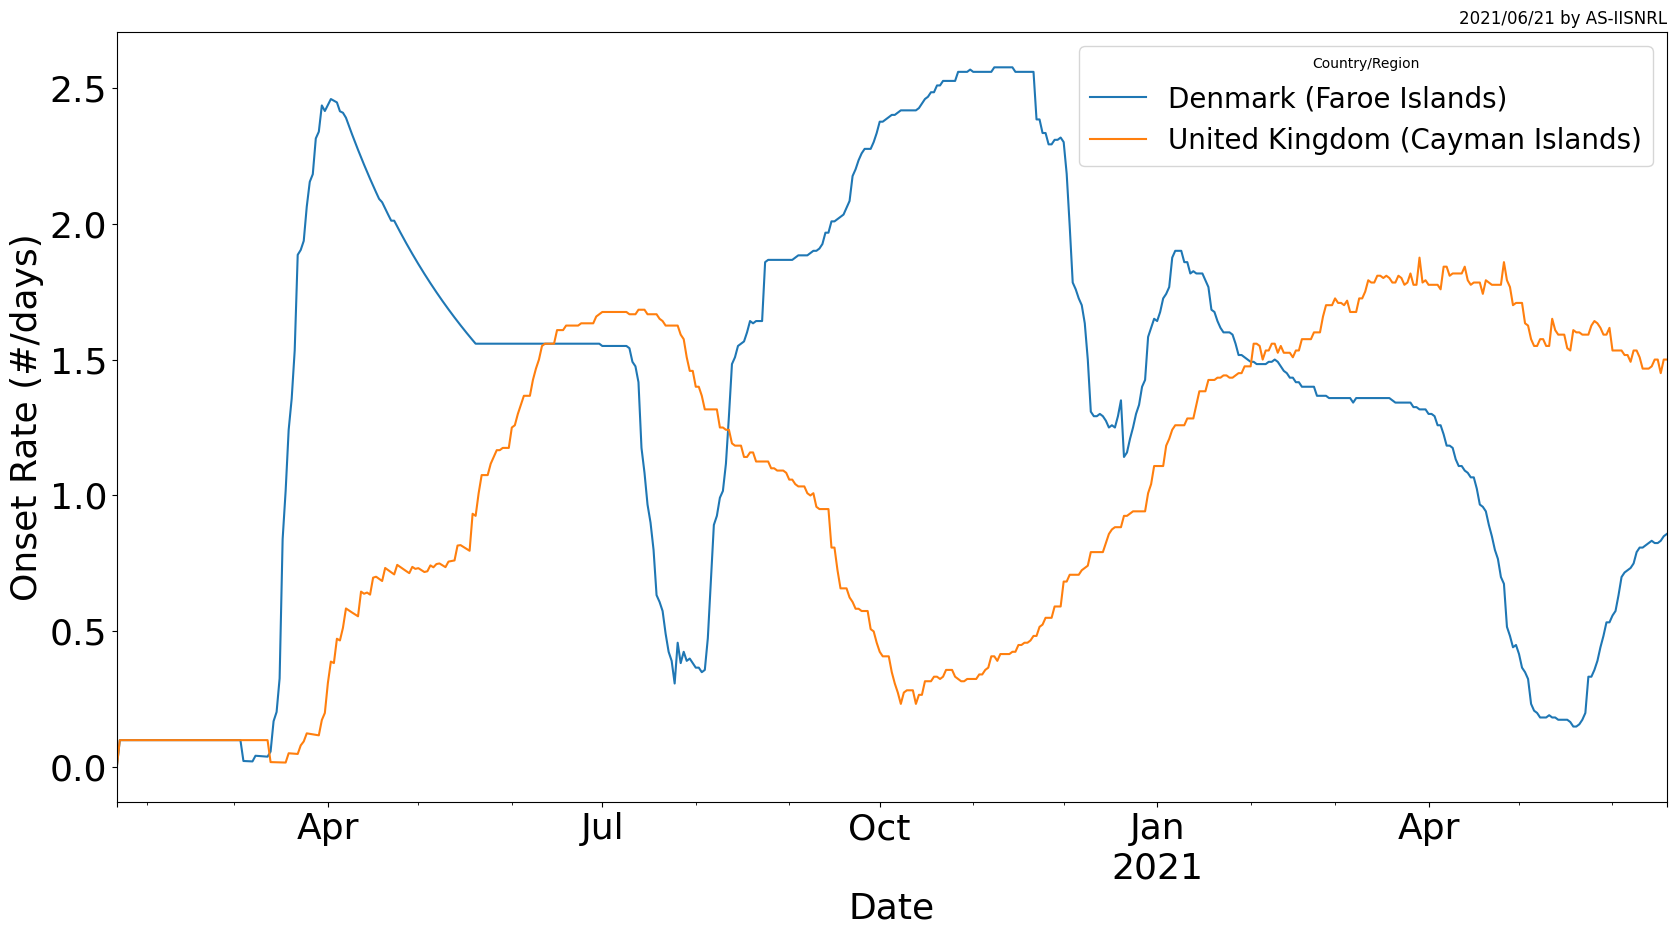 2021/06/21 by AS-IISNRL
Country/Region
Denmark (Faroe Islands)
United Kingdom (Cayman Islands)
Onset Rate (#/days)
2.5
2.0
1.5
1.0
0.5
0.0
Apr Jul Oct Jan Apr
2021
Date